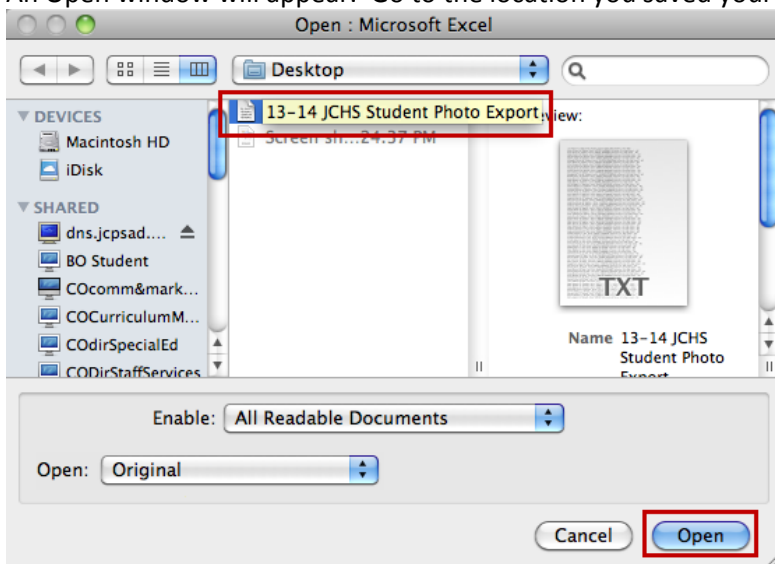 An Open window will appear. Go to the location you saved your
Open : Microsoft Excel
Desktop
DEVICES
Macintosh HD
iDisk
SHARED
dns.jcpsad....
BO Student
COcomm&mark...
COCurriculumM...
COdirSpecialEd
CODirStaffServices
13-14 JCHS Student Photo Export
Screen sh...24.37 PM
view:
TXT
Name 13-14 JCHS
Student Photo
Export
Enable: All Readable Documents
Open: Original
Cancel
Open